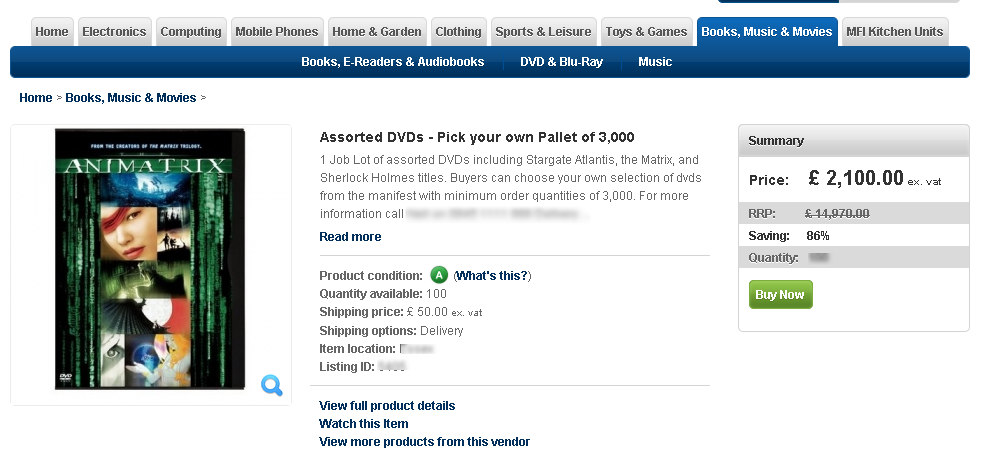 Home Electronics Computing Mobile Phones Home & Garden Clothing Sports & Leisure Toys & Games Books, Music & Movies MFI Kitchen Units
Books, E-Readers & Audiobooks DVD & Blu-Ray Music
Home > Books, Music & Movies >
FROM THE CREATORS OF THE MATRIX TRILOGY.
THE
ANIMATRIX
DVD
Assorted DVDs - Pick your own Pallet of 3,000
1 Job Lot of assorted DVDs including Stargate Atlantis, the Matrix, and
Sherlock Holmes titles. Buyers can choose your own selection of dvds
from the manifest with minimum order quantities of 3,000. For more
information call
Read more
Product condition: A (What's this?)
Quantity available: 100
Shipping price: £ 50.00 ex. vat
Shipping options: Delivery
Item location:
Listing ID:
View full product details
Watch this Item
View more products from this vendor
Summary
Price: £ 2,100.00 ex. vat
RRP: £ 14,970.00
Saving: 86%
Quantity:
Buy Now